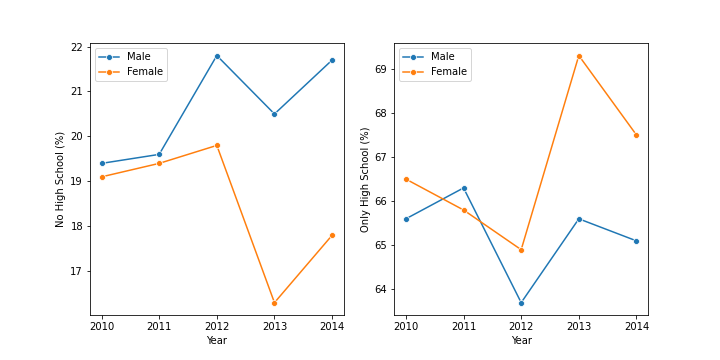 Male
Female
22
21
20
19
18
17
No High School (%)
2010 2011 2012 2013 2014
Year
Male
Female
69
68
67
66
65
64
Only High School (%)
2010 2011 2012 2013 2014
Year